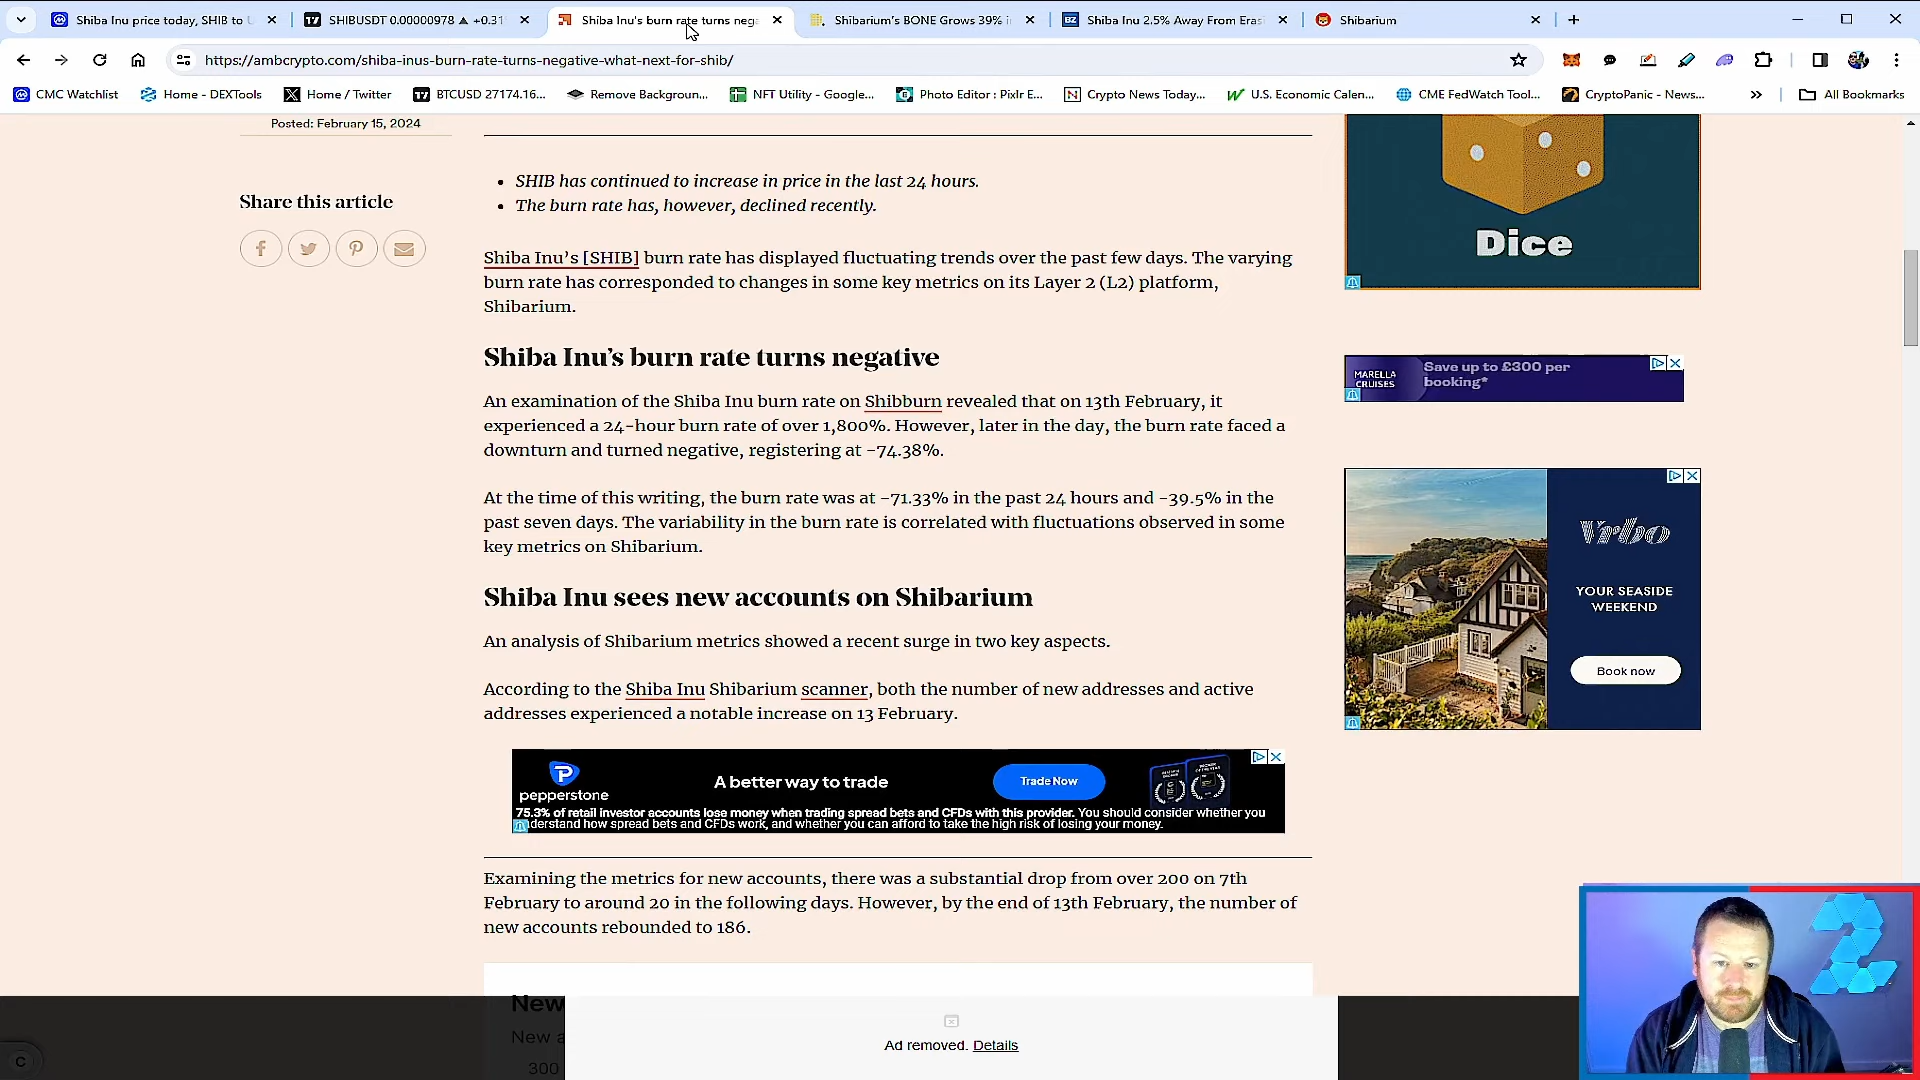 Shiba Inu price today, SHIB to U
SHIBUSDT 0.00000978 ▲ +0.31
Shiba Inu's burn rate turns neg
Shibarium's BONE Grows 39% i
Shiba Inu 2.5% Away From Eras
Shibarium
https://ambcrypto.com/shiba-inus-burn-rate-turns-negative-what-next-for-shib/
CMC Watchlist
Home - DEXTools
Home / Twitter
BTCUSD 27174.16...
Remove Backgroun...
NFT Utility - Google...
Photo Editor : Pixlr E...
Crypto News Today...
U.S. Economic Calen...
CME FedWatch Tool...
CryptoPanic - News...
All Bookmarks
Posted: February 15, 2024
Share this article
• SHIB has continued to increase in price in the last 24 hours.
• The burn rate has, however, declined recently.
Shiba Inu's [SHIB] burn rate has displayed fluctuating trends over the past few days. The varying
burn rate has corresponded to changes in some key metrics on its Layer 2 (L2) platform,
Shibarium.
Shiba Inu's burn rate turns negative
An examination of the Shiba Inu burn rate on Shibburn revealed that on 13th February, it
experienced a 24-hour burn rate of over 1,800%. However, later in the day, the burn rate faced a
downturn and turned negative, registering at -74.38%.
At the time of this writing, the burn rate was at -71.33% in the past 24 hours and -39.5% in the
past seven days. The variability in the burn rate is correlated with fluctuations observed in some
key metrics on Shibarium.
Shiba Inu sees new accounts on Shibarium
An analysis of Shibarium metrics showed a recent surge in two key aspects.
According to the Shiba Inu Shibarium scanner, both the number of new addresses and active
addresses experienced a notable increase on 13 February.
pepperstone
A better way to trade
Trade Now
75.3% of retail investor accounts lose money when trading spread bets and CFDs with this provider. You should consider whether you
understand how spread bets and CFDs work, and whether you can afford to take the high risk of losing your money.
Examining the metrics for new accounts, there was a substantial drop from over 200 on 7th
February to around 20 in the following days. However, by the end of 13th February, the number of
new accounts rebounded to 186.
New
New a
300
Ad removed. Details
Dice
MARELLA
CRUISES
Save up to £300 per
booking*
Vrbo
YOUR SEASIDE
WEEKEND
Book now
C